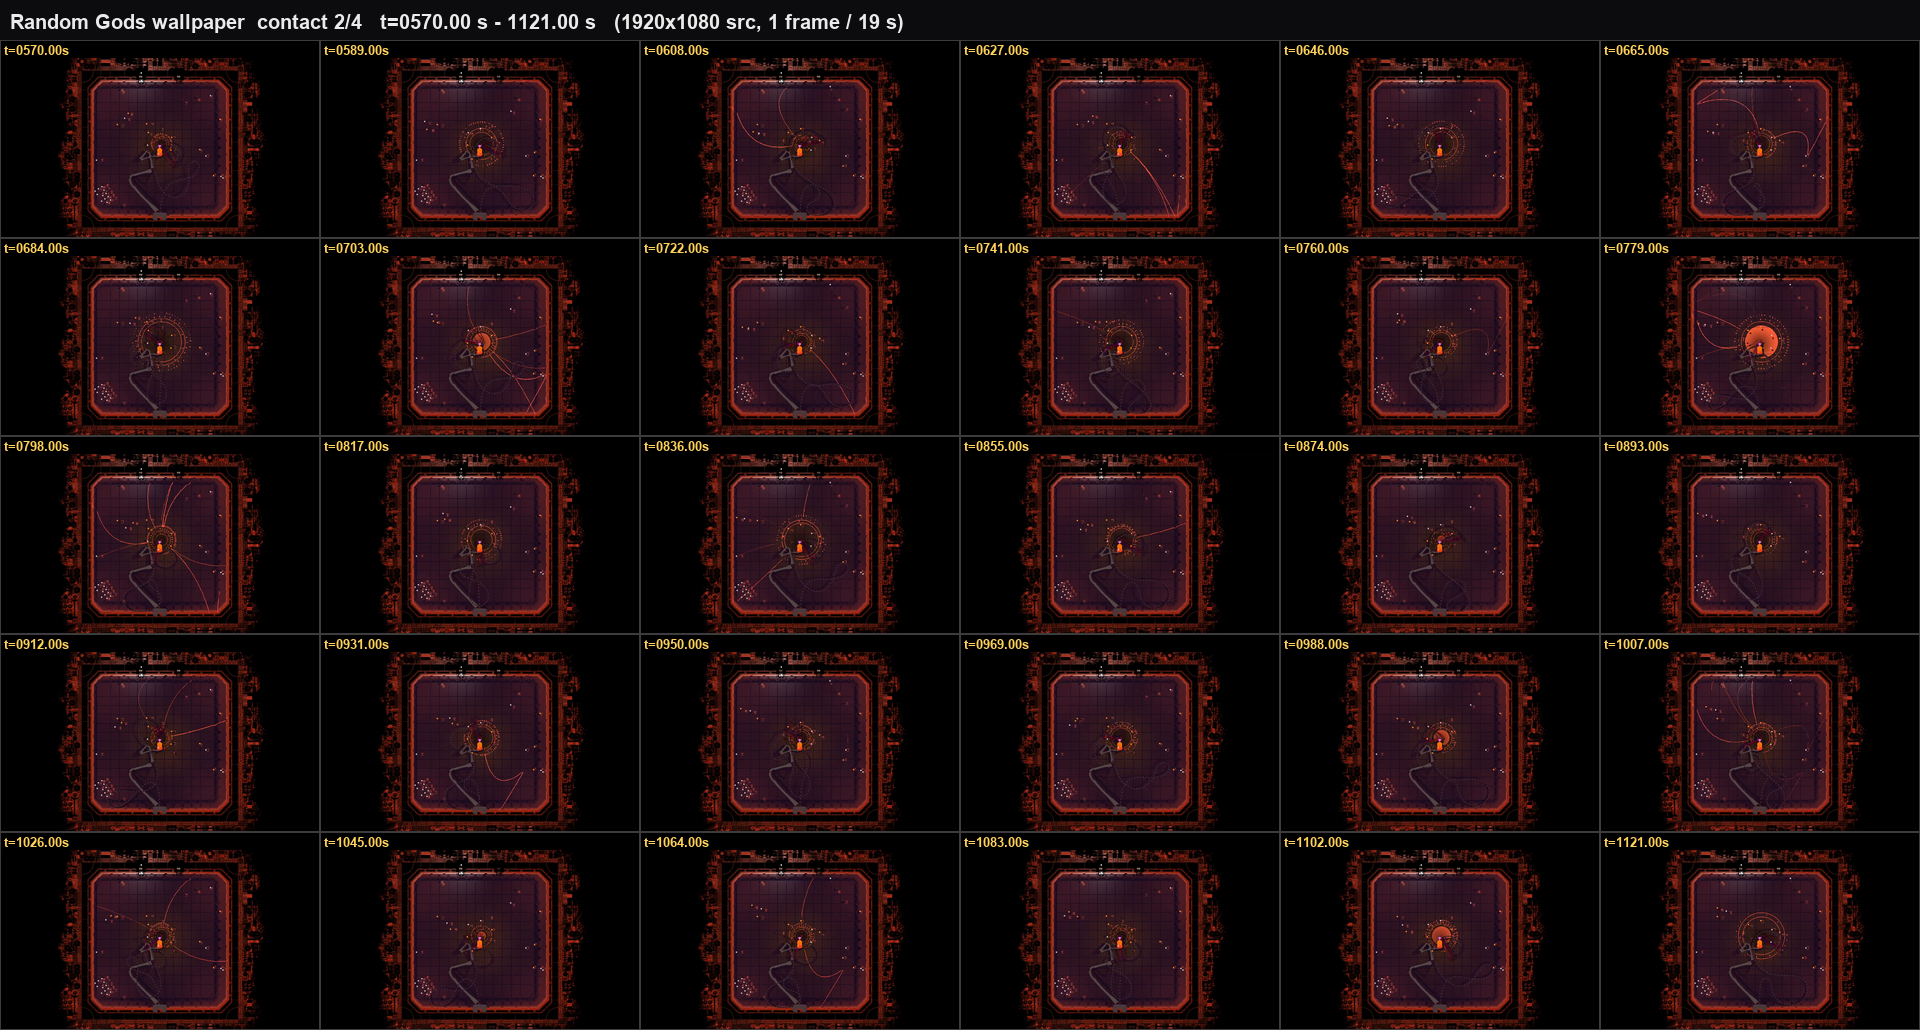 Random Gods wallpaper  contact 2/4   t=0570.00 s - 1121.00 s   (1920x1080 src, 1 frame / 19 s)
t=0570.00s
t=0589.00s
t=0608.00s
t=0627.00s
t=0646.00s
t=0665.00s
t=0684.00s
t=0703.00s
t=0722.00s
t=0741.00s
t=0760.00s
t=0779.00s
t=0798.00s
t=0817.00s
t=0836.00s
t=0855.00s
t=0874.00s
t=0893.00s
t=0912.00s
t=0931.00s
t=0950.00s
t=0969.00s
t=0988.00s
t=1007.00s
t=1026.00s
t=1045.00s
t=1064.00s
t=1083.00s
t=1102.00s
t=1121.00s